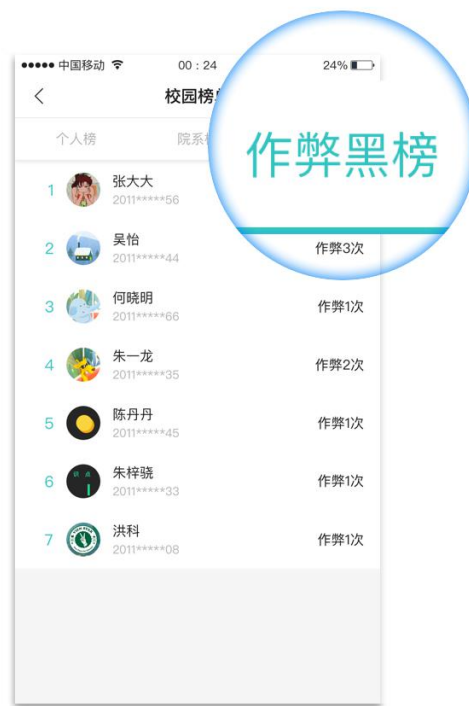 中国移动 00：24 24%
校园榜
个人榜 院系 作弊黑榜
1 张大大
2011*****56
2 吴怡 作弊3次
2011*****44
3 何晓明 作弊1次
2011*****66
4 朱一龙 作弊2次
2011*****35
5 陈丹丹 作弊1次
2011*****45
6 朱梓骁 作弊1次
2011*****33
7 洪科 作弊1次
2011*****08